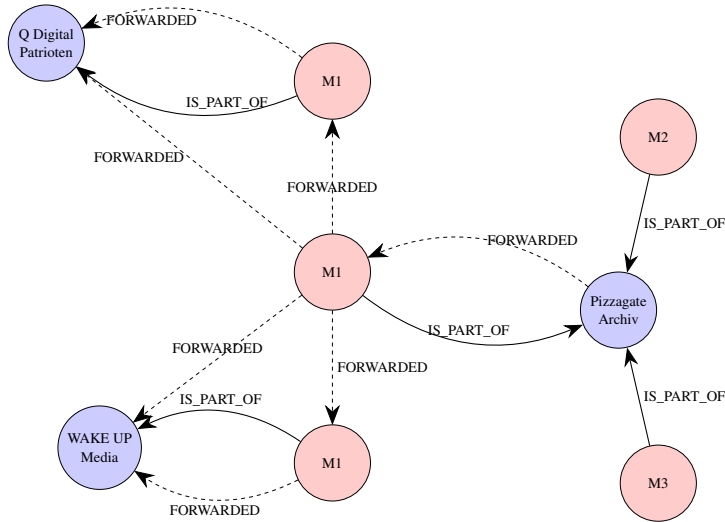 Q Digital
Patrioten
FORWARDED
M1
IS_PART_OF
M2
FORWARDED
FORWARDED
IS_PART_OF
FORWARDED
M1
Pizzagate
Archiv
IS_PART_OF
FORWARDED
FORWARDED
IS_PART_OF
IS_PART_OF
WAKE UP
Media
M1
M3
FORWARDED